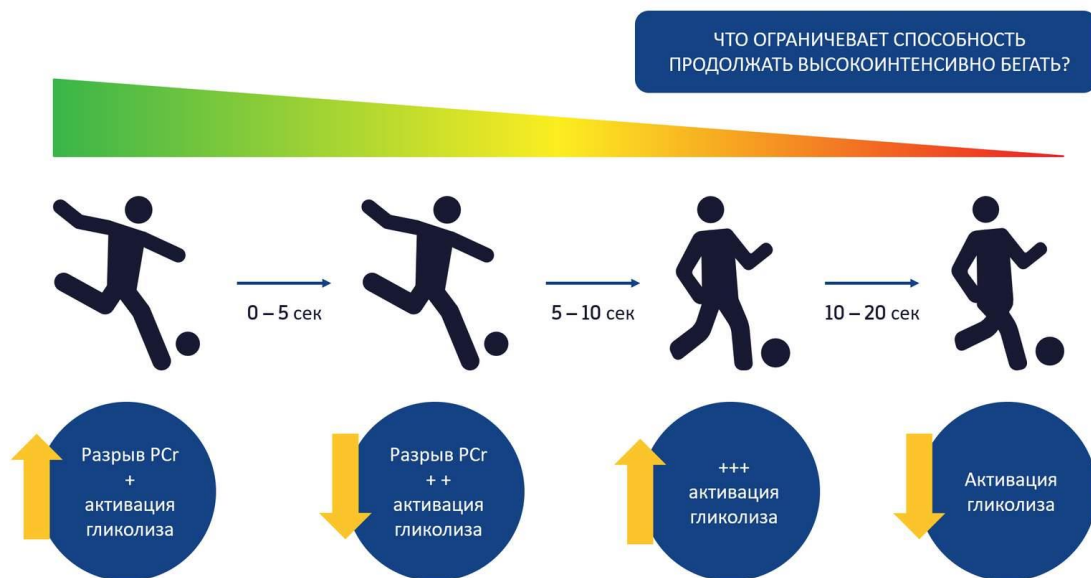 ЧТО ОГРАНИЧЕВАЕТ СПОСОБНОСТЬ
ПРОДОЛЖАТЬ ВЫСОКОИНТЕНСИВНО БЕГАТЬ?
0 – 5 сек
5 – 10 сек
10 – 20 сек
Разрыв PCr
+
активация
гликолиза
Разрыв PCr
+ +
активация
гликолиза
+++
активация
гликолиза
Активация
гликолиза